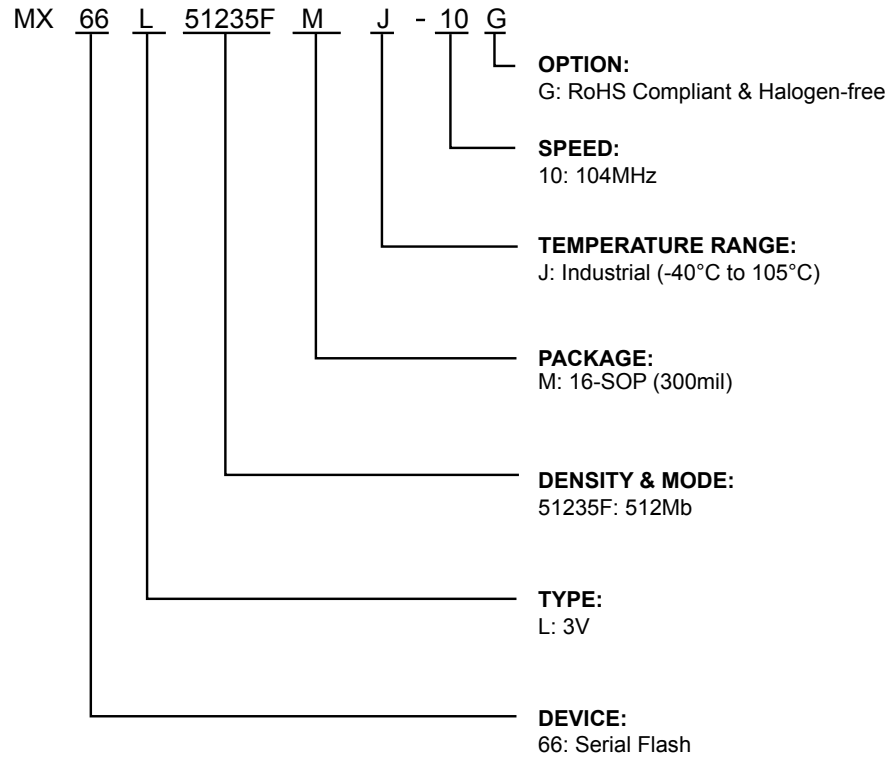 MX 66 L 51235F M J - 10 G
OPTION:
G: RoHS Compliant & Halogen-free
SPEED:
10: 104MHz
TEMPERATURE RANGE:
J: Industrial (-40°C to 105°C)
PACKAGE:
M: 16-SOP (300mil)
DENSITY & MODE:
51235F: 512Mb
TYPE:
L: 3V
DEVICE:
66: Serial Flash